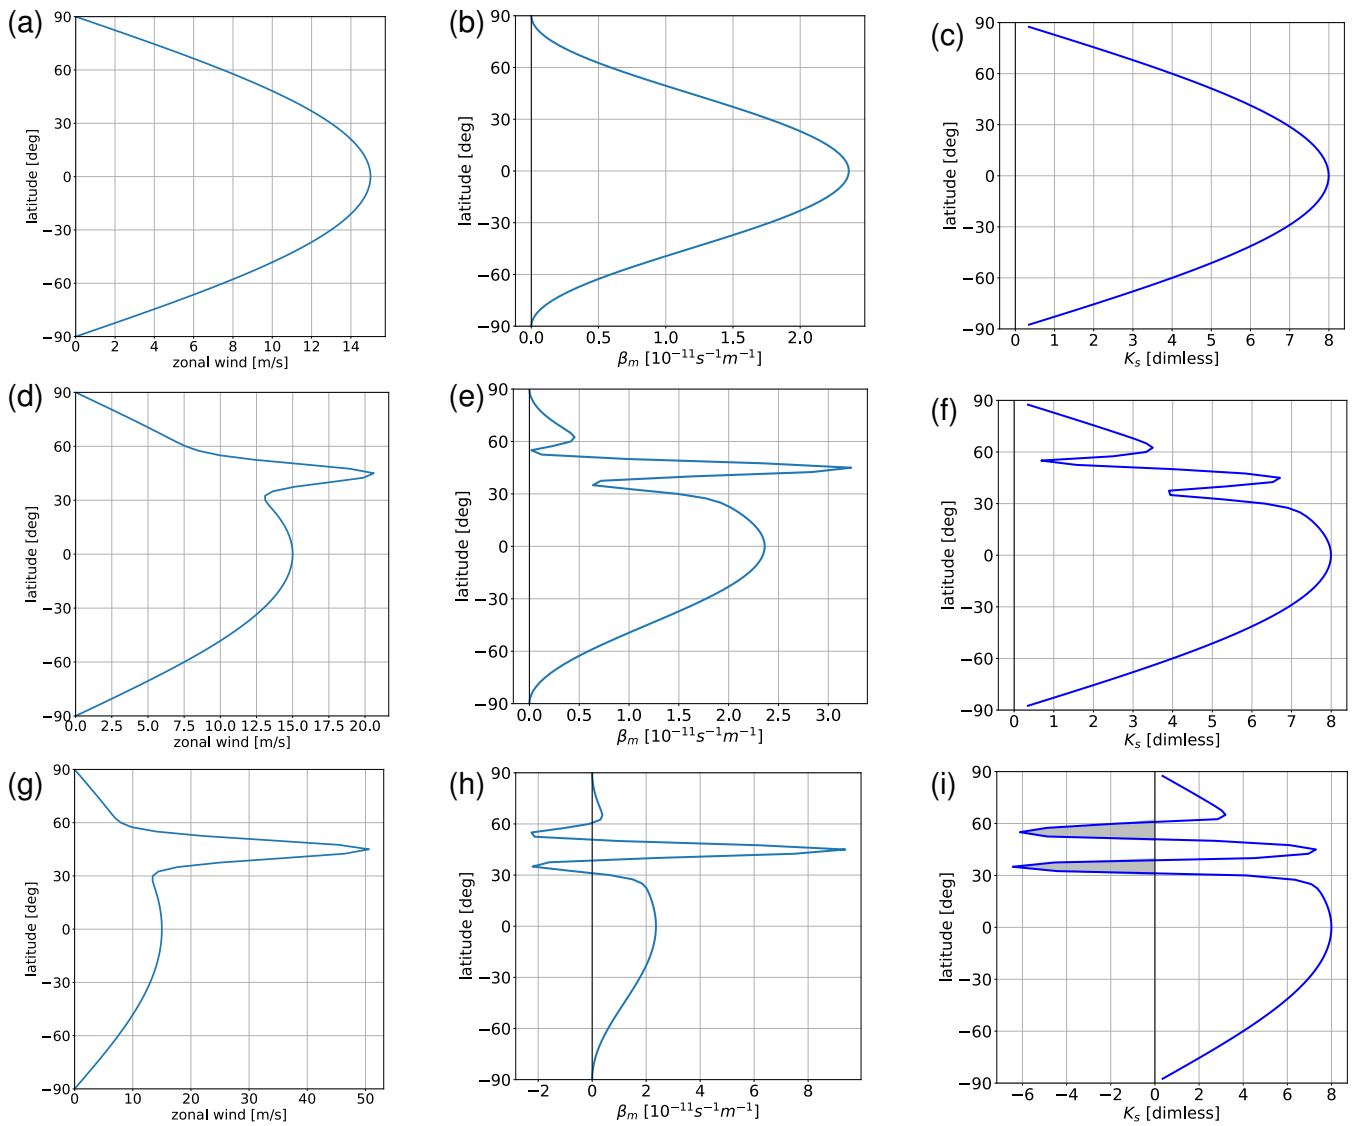 (a)
90
60
30
0
−30
−60
−90
latitude [deg]
0 2 4 6 8 10 12 14
zonal wind [m/s]
(b)
90
60
30
0
−30
−60
−90
latitude [deg]
0.0 0.5 1.0 1.5 2.0
βm [10−11s−1m−1]
(c)
90
60
30
0
−30
−60
−90
latitude [deg]
0 1 2 3 4 5 6 7 8
Ks [dimless]
(d)
90
60
30
0
−30
−60
−90
latitude [deg]
0.0 2.5 5.0 7.5 10.0 12.5 15.0 17.5 20.0
zonal wind [m/s]
(e)
90
60
30
0
−30
−60
−90
latitude [deg]
0.0 0.5 1.0 1.5 2.0 2.5 3.0
βm [10−11s−1m−1]
(f)
90
60
30
0
−30
−60
−90
latitude [deg]
0 1 2 3 4 5 6 7 8
Ks [dimless]
(g)
90
60
30
0
−30
−60
−90
latitude [deg]
0 10 20 30 40 50
zonal wind [m/s]
(h)
90
60
30
0
−30
−60
−90
latitude [deg]
−2 0 2 4 6 8
βm [10−11s−1m−1]
(i)
90
60
30
0
−30
−60
−90
latitude [deg]
−6 −4 −2 0 2 4 6 8
Ks [dimless]